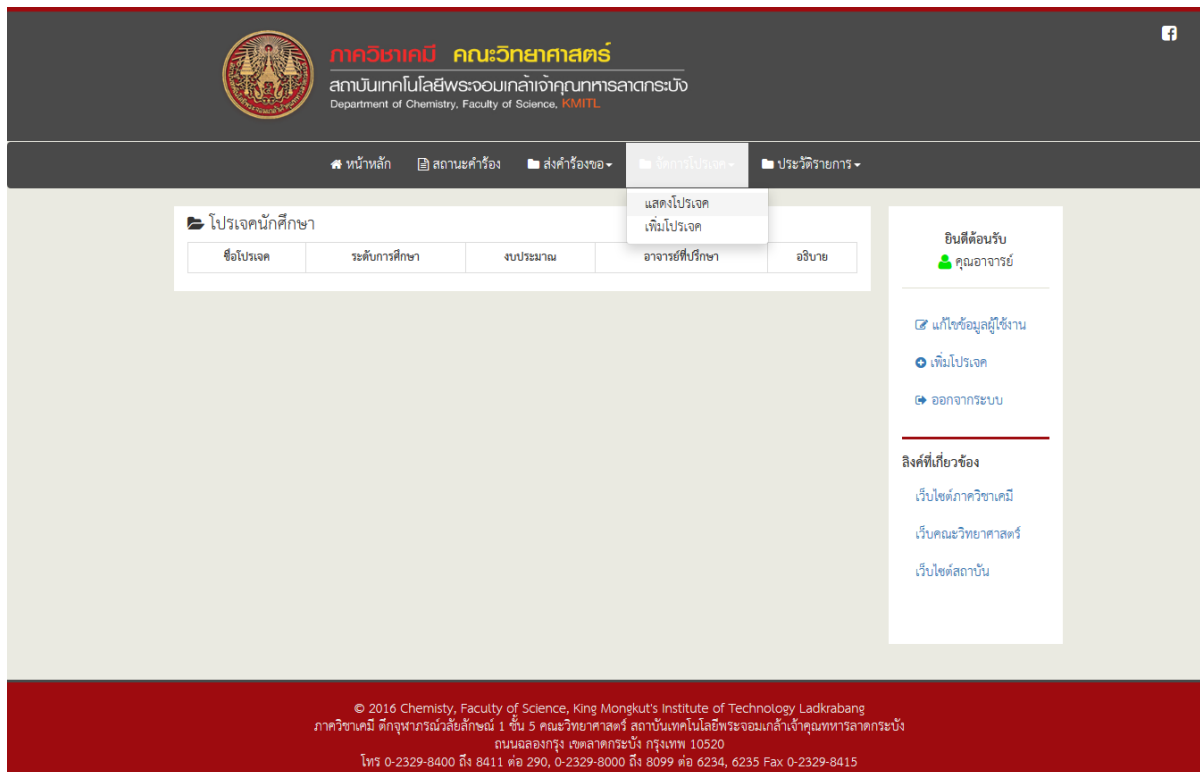 ภาควิชาเคมี คณะวิทยาศาสตร์
สถาบันเทคโนโลยีพระจอมเกล้าเจ้าคุณทหารลาดกระบัง
Department of Chemistry, Faculty of Science, KMITL
หน้าหลัก สถานะคำร้อง ส่งคำร้องขอ จัดการโปรเจค ประวัติรายการ
แสดงโปรเจค
เพิ่มโปรเจค
โปรเจคนักศึกษา
ชื่อโปรเจค ระดับการศึกษา งบประมาณ อาจารย์ที่ปรึกษา อธิบาย
ยินดีต้อนรับ
คุณอาจารย์
แก้ไขข้อมูลผู้ใช้งาน
เพิ่มโปรเจค
ออกจากระบบ
ลิงค์ที่เกี่ยวข้อง
เว็บไซต์ภาควิชาเคมี
เว็บคณะวิทยาศาสตร์
เว็บไซต์สถาบัน
© 2016 Chemisty, Faculty of Science, King Mongkut's Institute of Technology Ladkrabang
ภาควิชาเคมี ตึกจุฬาภรณ์วลัยลักษณ์ 1 ชั้น 5 คณะวิทยาศาสตร์ สถาบันเทคโนโลยีพระจอมเกล้าเจ้าคุณทหารลาดกระบัง
ถนนฉลองกรุง เขตลาดกระบัง กรุงเทพ 10520
โทร 0-2329-8400 ถึง 8411 ต่อ 290, 0-2329-8000 ถึง 8099 ต่อ 6234, 6235 Fax 0-2329-8415